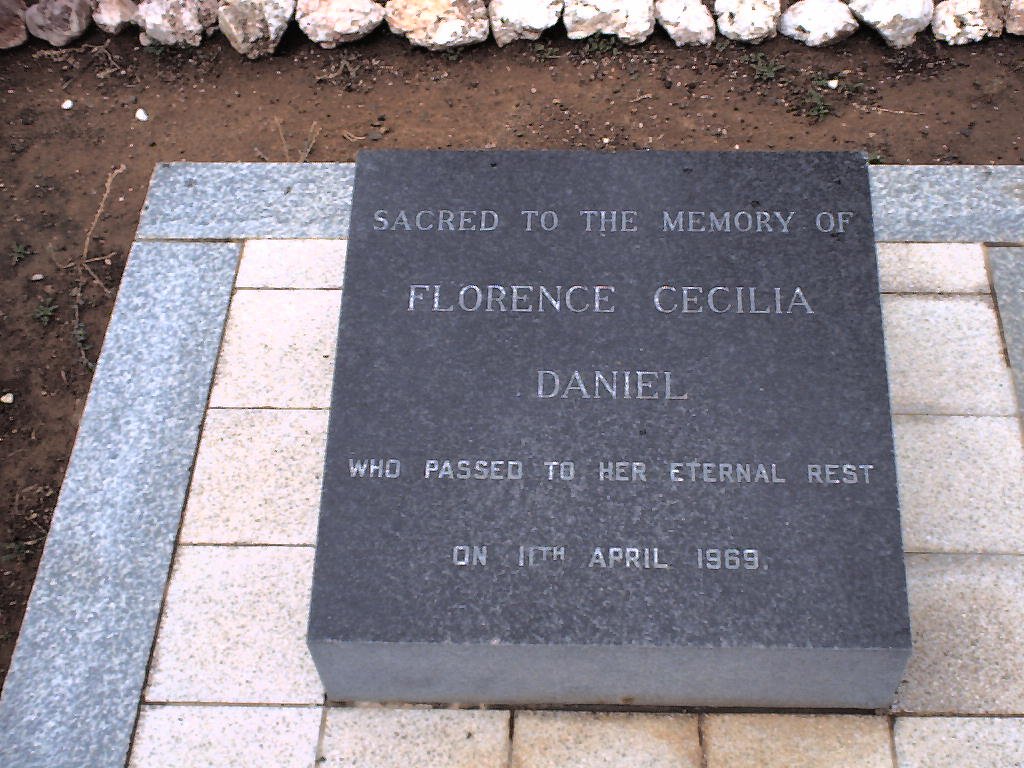 SACRED TO THE MEMORY OF
FLORENCE CECILIA
DANIEL
WHO PASSED TO HER ETERNAL REST
ON 11TH APRIL 1969.